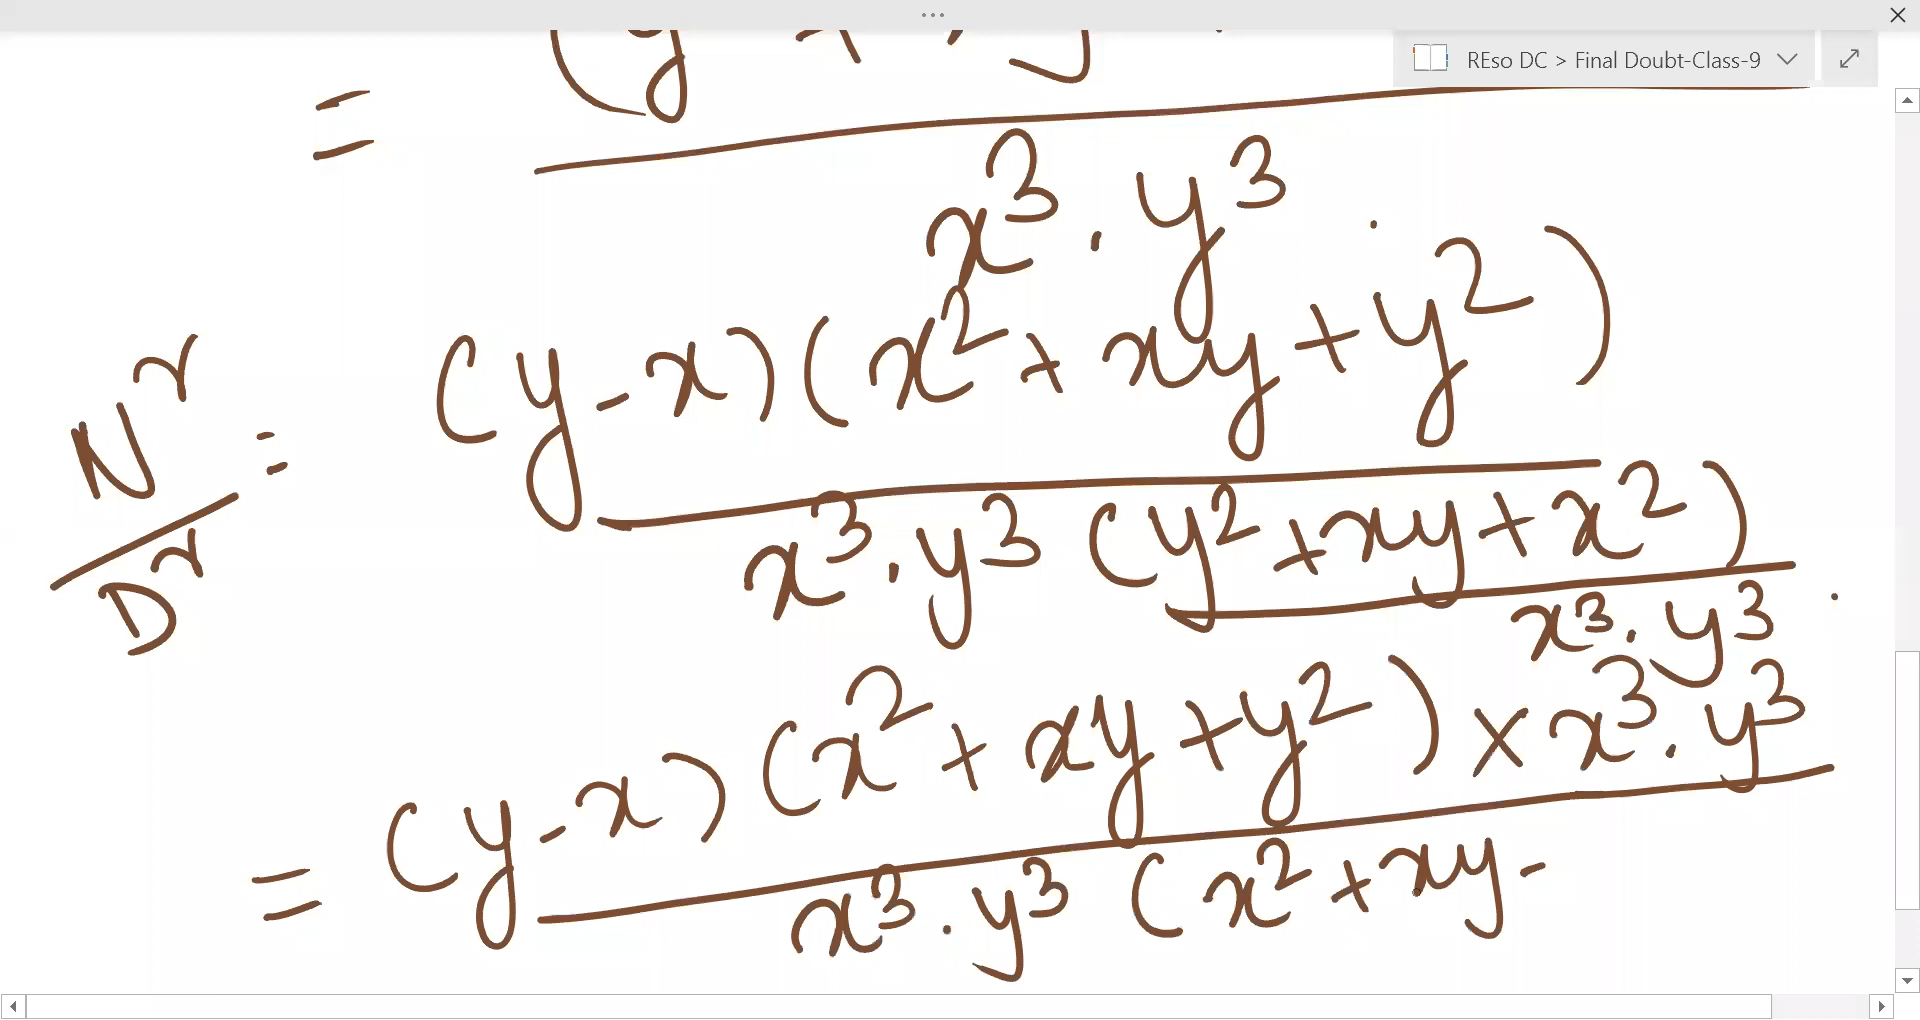 REso DC > Final Doubt-Class-9
=
x³ . y³
N^r / D^r = (y - x)(x² + xy + y²)
x³ . y³ (y² + xy + x²)
x³ . y³
= (y - x)(x² + xy + y²) × x³ . y³
x³ . y³ (x² + xy -